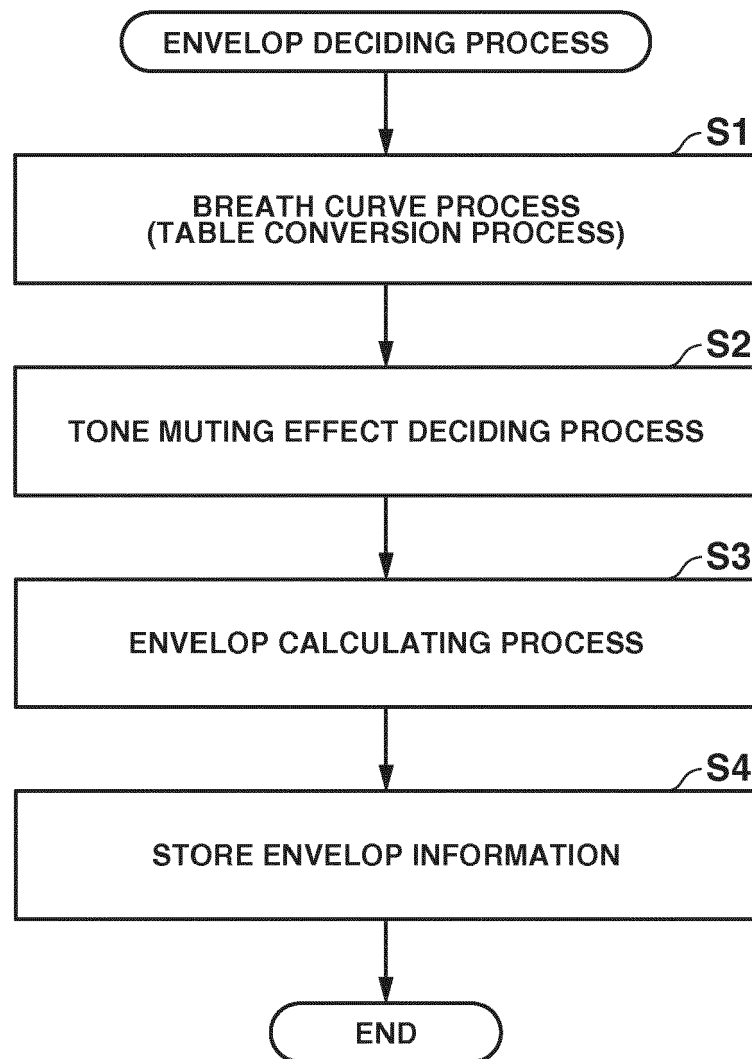 ENVELOP DECIDING PROCESS
S1
BREATH CURVE PROCESS
(TABLE CONVERSION PROCESS)
S2
TONE MUTING EFFECT DECIDING PROCESS
S3
ENVELOP CALCULATING PROCESS
S4
STORE ENVELOP INFORMATION
END